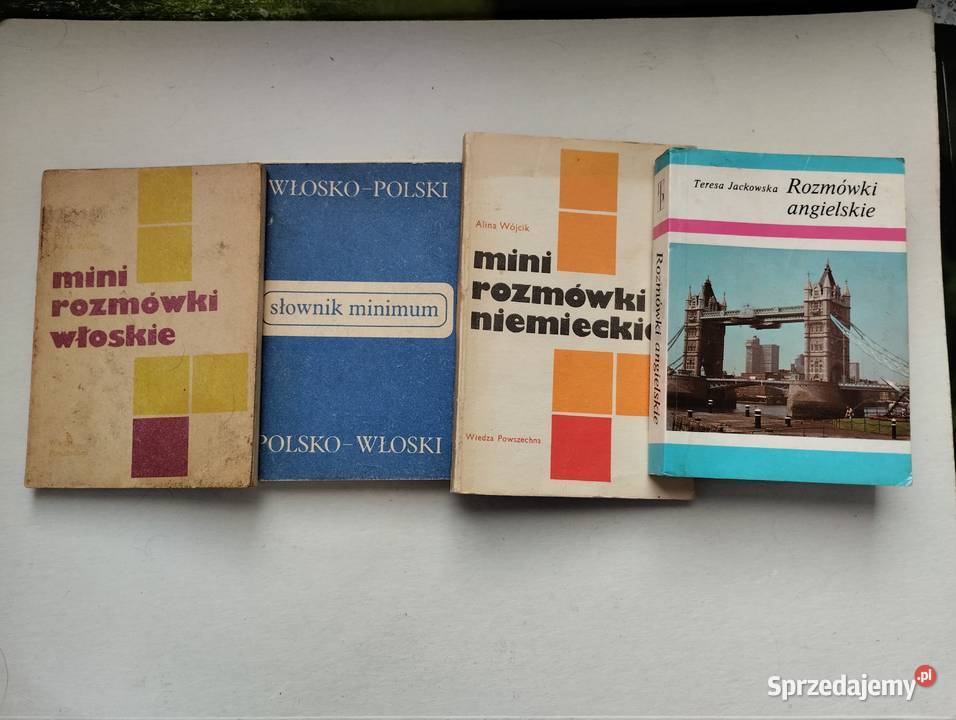 mini
rozmówki
włoskie
WŁOSKO–POLSKI
słownik minimum
POLSKO–WŁOSKI
Alina Wójcik
mini
rozmówki
niemieckie
Wiedza Powszechna
Rozmówki angielskie
Teresa Jackowska Rozmówki
angielskie
Sprzedajemy.pl